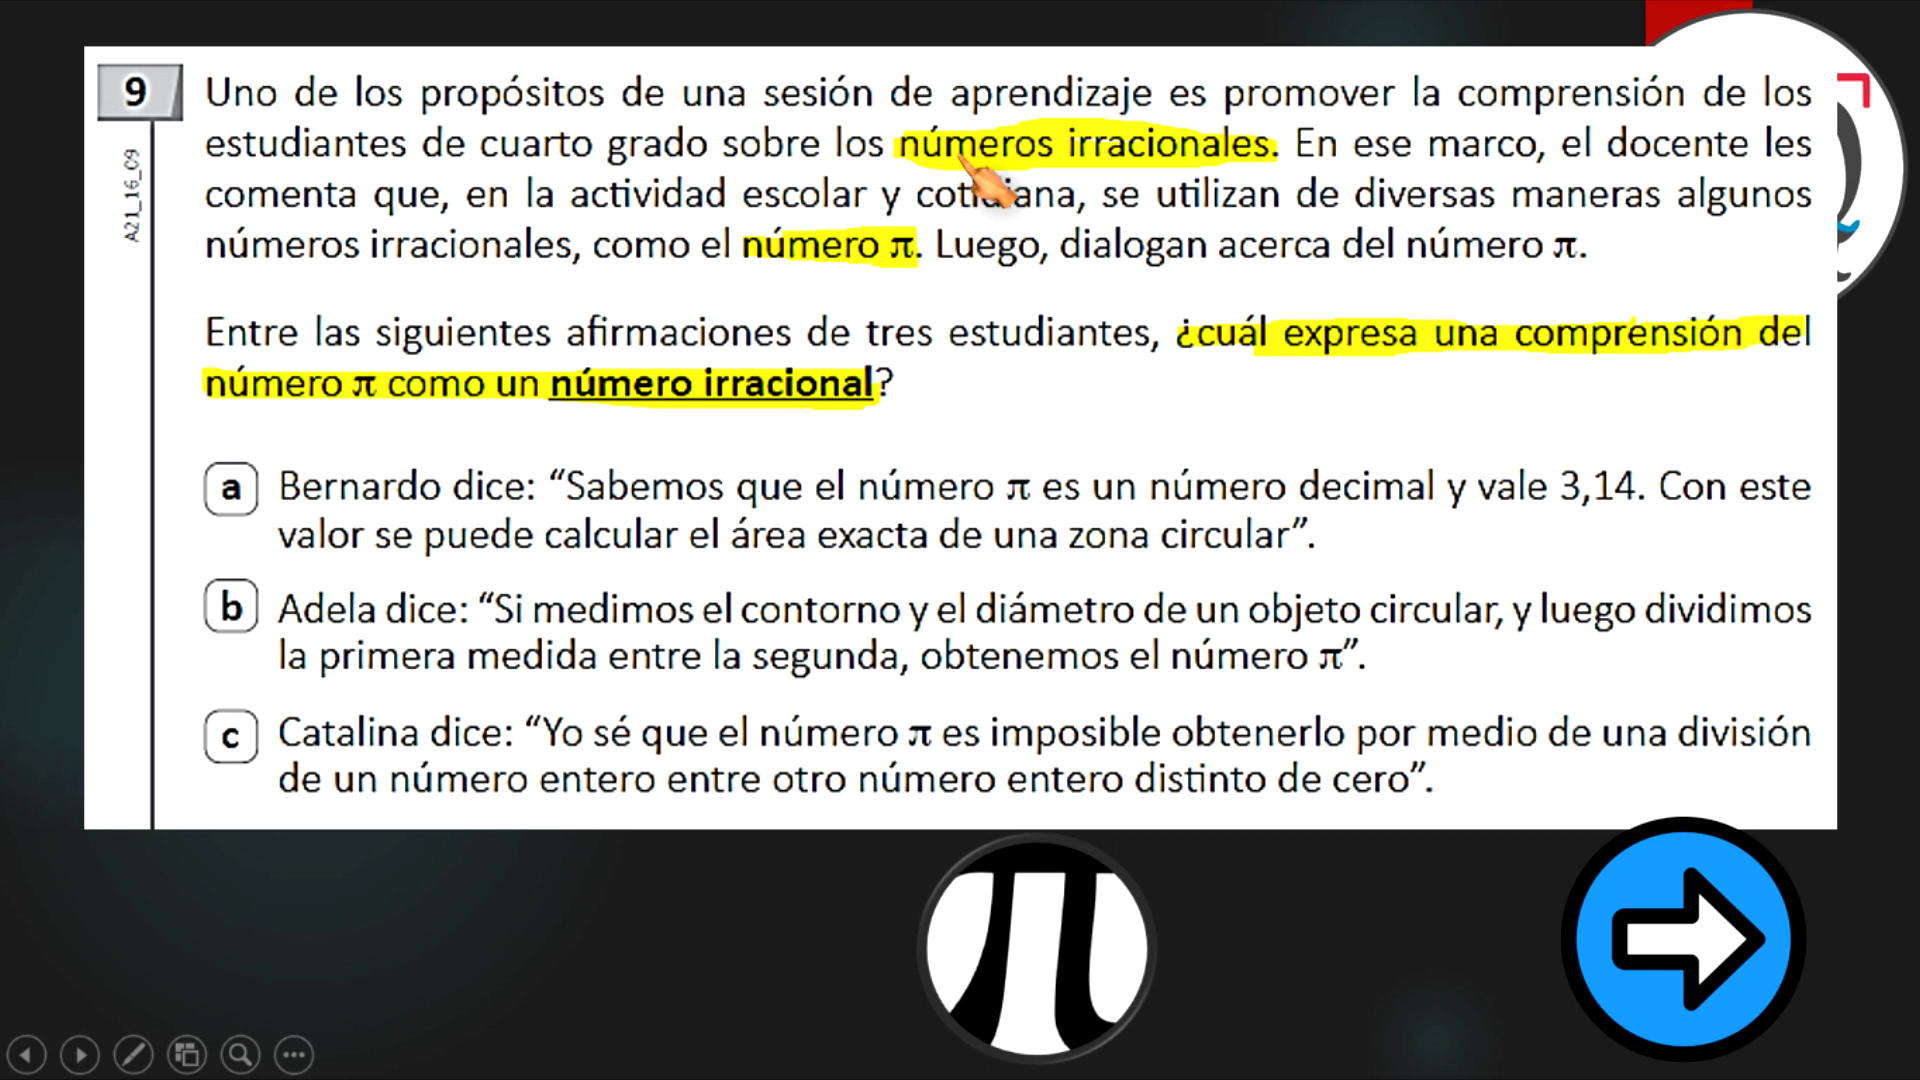 9
A21_16_09
Uno de los propósitos de una sesión de aprendizaje es promover la comprensión de los
estudiantes de cuarto grado sobre los números irracionales. En ese marco, el docente les
comenta que, en la actividad escolar y cotidiana, se utilizan de diversas maneras algunos
números irracionales, como el número π. Luego, dialogan acerca del número π.
Entre las siguientes afirmaciones de tres estudiantes, ¿cuál expresa una comprensión del
número π como un número irracional?
a Bernardo dice: “Sabemos que el número π es un número decimal y vale 3,14. Con este
valor se puede calcular el área exacta de una zona circular”.
b Adela dice: “Si medimos el contorno y el diámetro de un objeto circular, y luego dividimos
la primera medida entre la segunda, obtenemos el número π”.
c Catalina dice: “Yo sé que el número π es imposible obtenerlo por medio de una división
de un número entero entre otro número entero distinto de cero”.
π